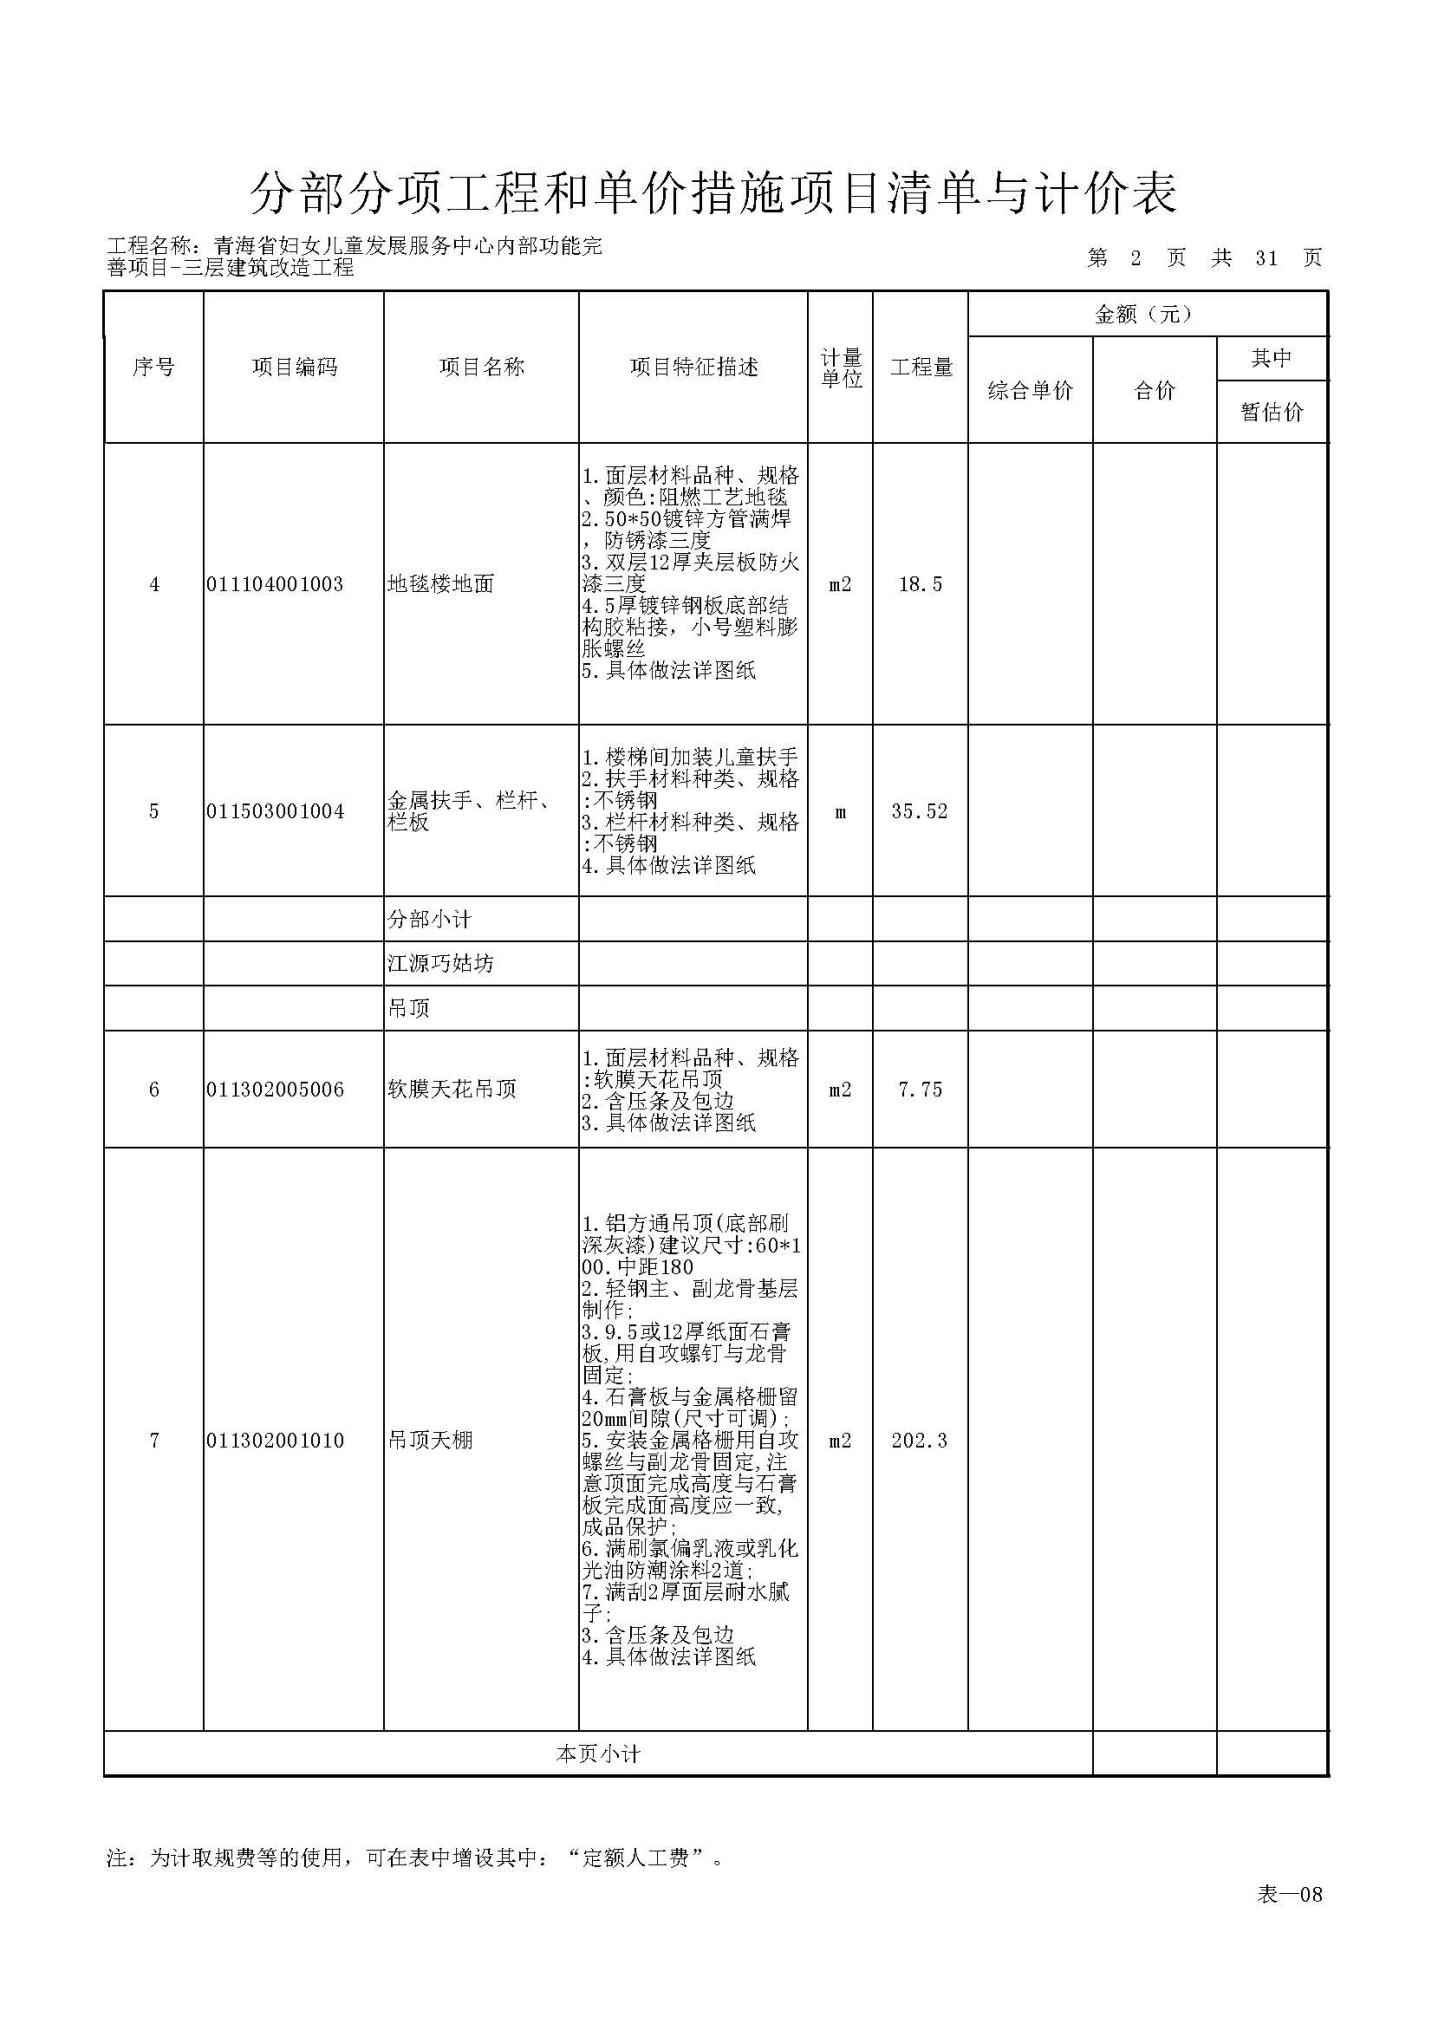 分部分项工程和单价措施项目清单与计价表
工程名称：青海省妇女儿童发展服务中心内部功能完
善项目-三层建筑改造工程
第 2 页 共 31 页
序号
项目编码
项目名称
项目特征描述
计量
单位
工程量
金额（元）
综合单价
合价
其中
暂估价
4
011104001003
地毯楼地面
1.面层材料品种、规格
、颜色:阻燃工艺地毯
2.50*50镀锌方管满焊
，防锈漆三度
3.双层12厚夹层板防火
漆三度
4.5厚镀锌钢板底部结
构胶粘接，小号塑料膨
胀螺丝
5.具体做法详图纸
m2
18.5
5
011503001004
金属扶手、栏杆、
栏板
1.楼梯间加装儿童扶手
2.扶手材料种类、规格
:不锈钢
3.栏杆材料种类、规格
:不锈钢
4.具体做法详图纸
m
35.52
分部小计
江源巧姑坊
吊顶
6
011302005006
软膜天花吊顶
1.面层材料品种、规格
:软膜天花吊顶
2.含压条及包边
3.具体做法详图纸
m2
7.75
7
011302001010
吊顶天棚
1.铝方通吊顶(底部刷
深灰漆)建议尺寸:60*1
00.中距180
2.轻钢主、副龙骨基层
制作;
3.9.5或12厚纸面石膏
板,用自攻螺钉与龙骨
固定;
4.石膏板与金属格栅留
20mm间隙(尺寸可调);
5.安装金属格栅用自攻
螺丝与副龙骨固定,注
意顶面完成高度与石膏
板完成面高度应一致,
成品保护;
6.满刷氯偏乳液或乳化
光油防潮涂料2道;
7.满刮2厚面层耐水腻
子;
3.含压条及包边
4.具体做法详图纸
m2
202.3
本页小计
注：为计取规费等的使用，可在表中增设其中：“定额人工费”。
表—08